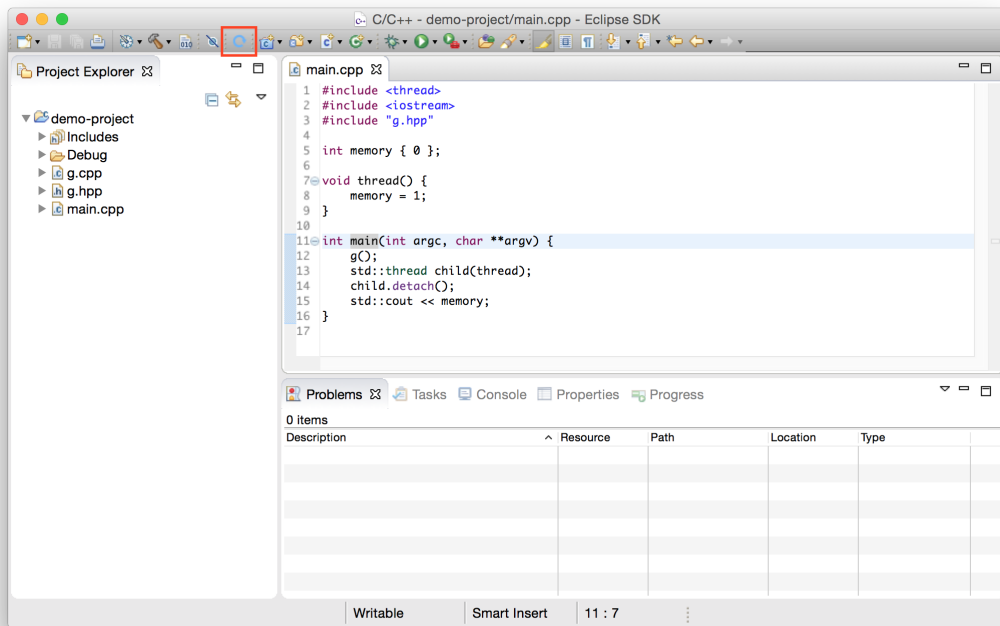 C/C++ - demo-project/main.cpp - Eclipse SDK
010
Project Explorer
demo-project
Includes
Debug
g.cpp
g.hpp
main.cpp
main.cpp
1 #include <thread>
2 #include <iostream>
3 #include "g.hpp"
4
5 int memory { 0 };
6
7 void thread() {
8 memory = 1;
9 }
10
11 int main(int argc, char **argv) {
12 g();
13 std::thread child(thread);
14 child.detach();
15 std::cout << memory;
16 }
17
Problems Tasks Console Properties Progress
0 items
Description Resource Path Location Type
Writable Smart Insert 11 : 7